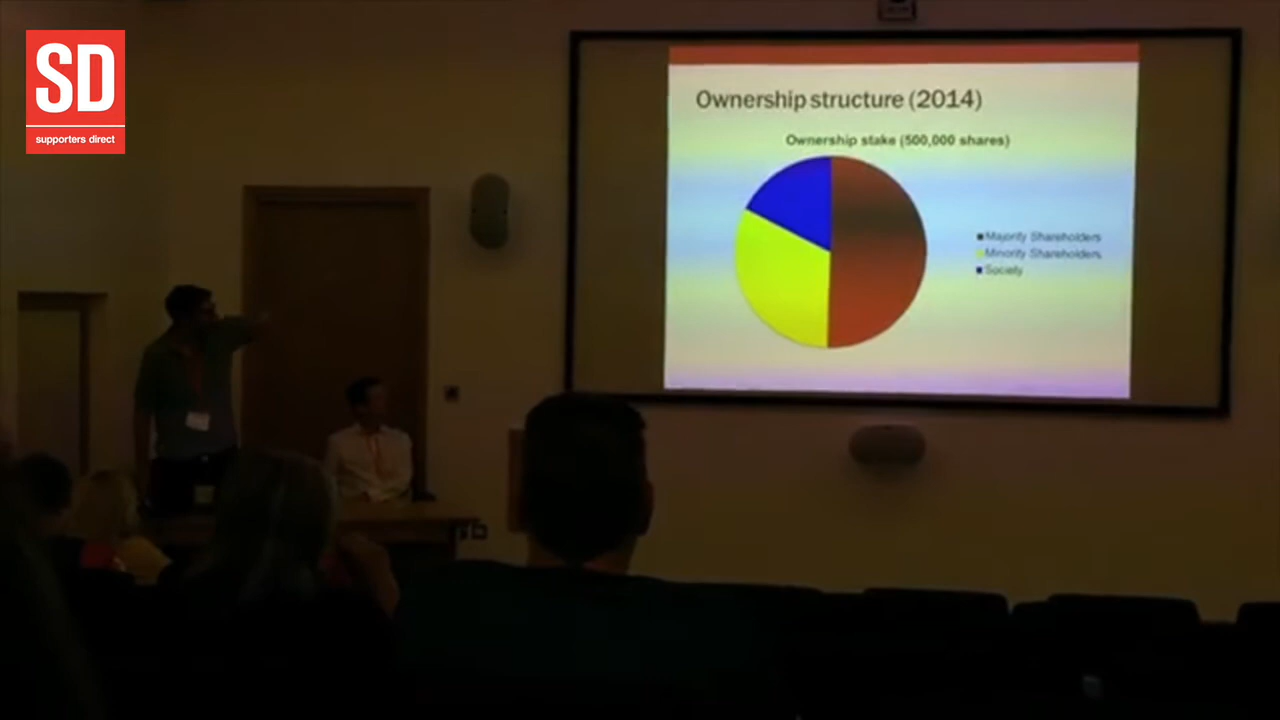 SD
supporters direct
Ownership structure (2014)
Ownership stake (500,000 shares)
Majority Shareholders
Minority Shareholders
Society